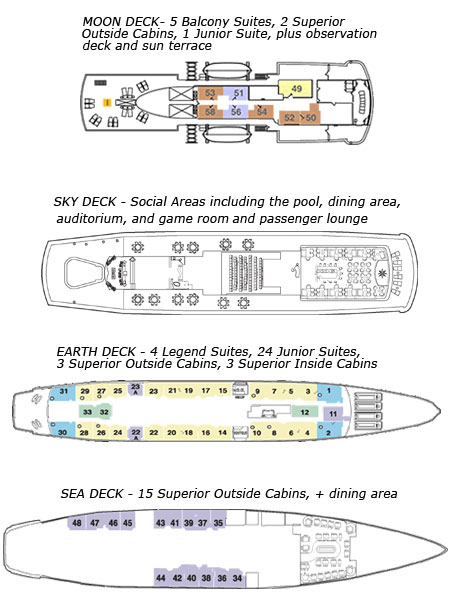 MOON DECK- 5 Balcony Suites, 2 Superior
Outside Cabins, 1 Junior Suite, plus observation
deck and sun terrace
53 51 49
58 56 54 52 50
SKY DECK - Social Areas including the pool, dining area,
auditorium, and game room and passenger lounge
EARTH DECK - 4 Legend Suites, 24 Junior Suites,
3 Superior Outside Cabins, 3 Superior Inside Cabins
31 29 27 25 23 A 23 21 19 17 15 9 7 5 3 1
33 32 12 11
30 28 26 24 22 A 22 20 18 16 14 10 8 6 4 2
SEA DECK - 15 Superior Outside Cabins, + dining area
48 47 46 45 43 41 39 37 35
44 42 40 38 36 34